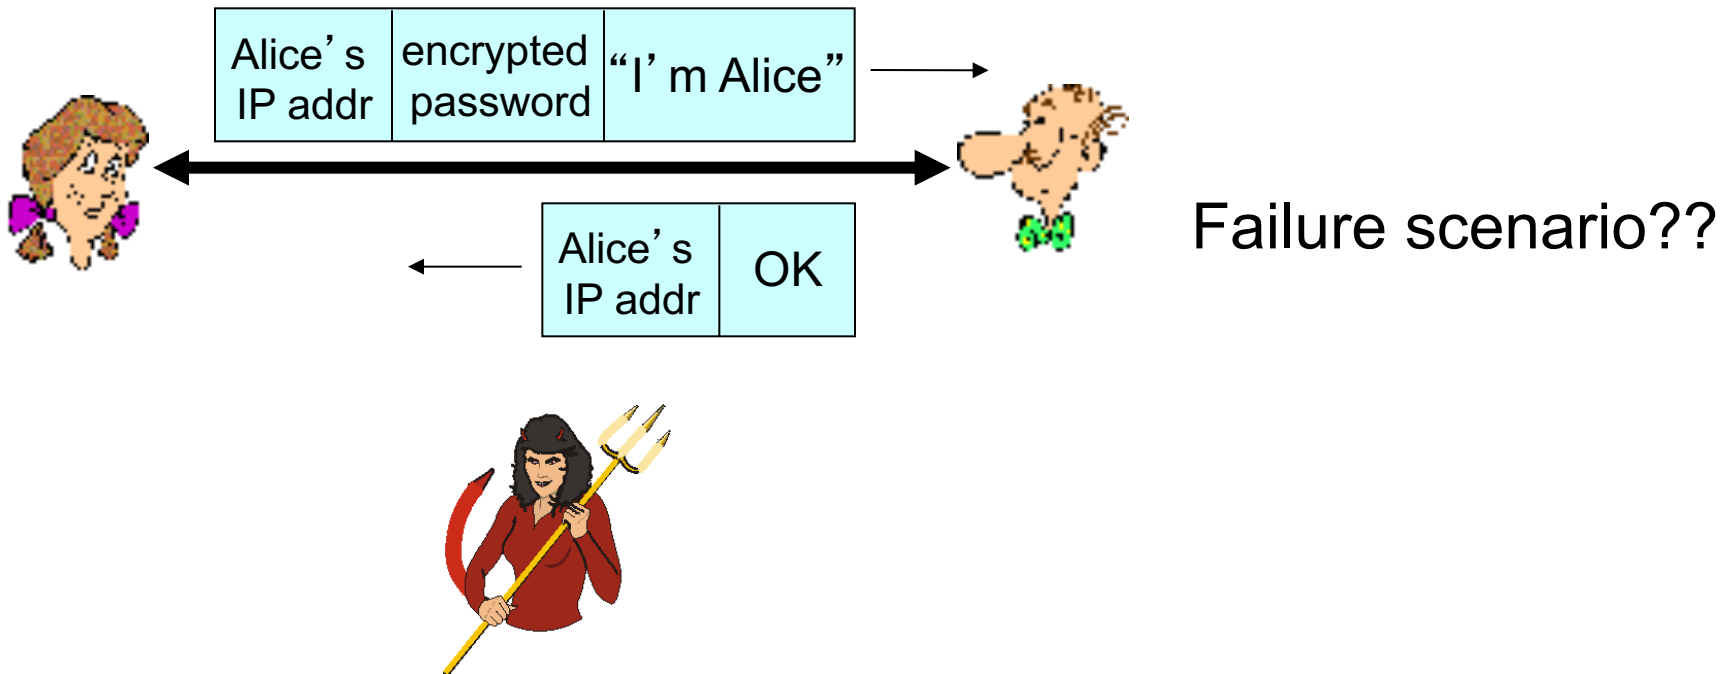 Alice’s
IP addr
encrypted
password
“I’m Alice”
Failure scenario??
Alice’s
IP addr
OK